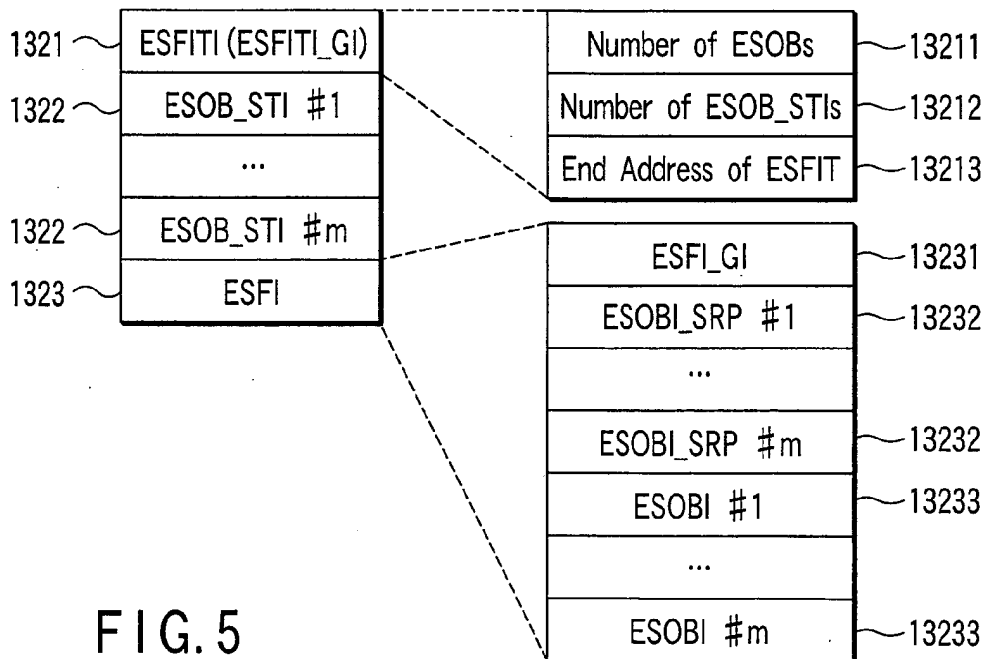 1321 ESFITI (ESFITI_GI)
1322 ESOB_STI #1
...
1322 ESOB_STI #m
1323 ESFI
Number of ESOBs 13211
Number of ESOB_STIs 13212
End Address of ESFIT 13213
ESFI_GI 13231
ESOBI_SRP #1 13232
...
ESOBI_SRP #m 13232
ESOBI #1 13233
...
ESOBI #m 13233
FIG. 5